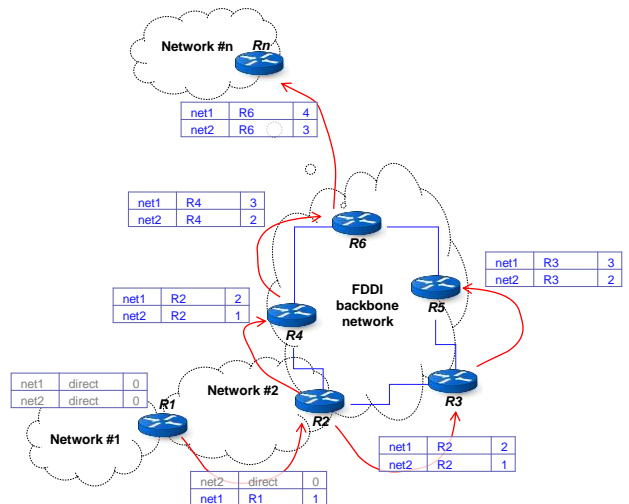 Network #n
Rn
net1 R6 4
net2 R6 3
net1 R4 3
net2 R4 2
R6
net1 R3 3
net2 R3 2
FDDI
backbone
network
R5
net1 R2 2
net2 R2 1
R4
net1 direct 0
net2 direct 0
R1
Network #2
R3
R2
Network #1
net1 R2 2
net2 R2 1
net2 direct 0
net1 R1 1